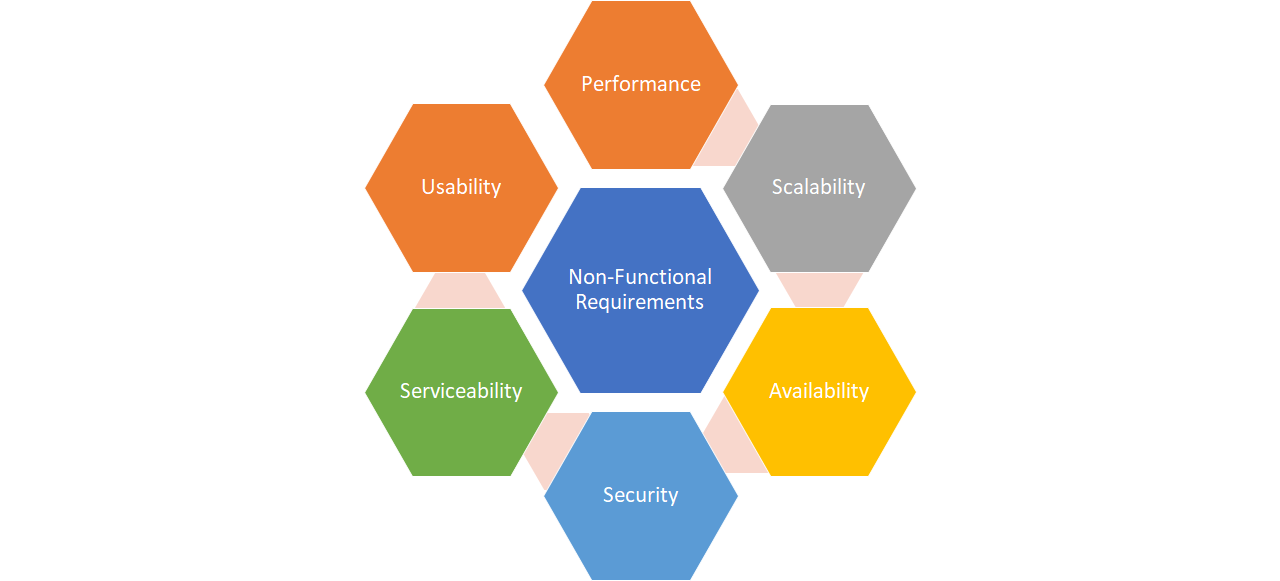 Performance
Usability
Scalability
Non-Functional
Requirements
Serviceability
Availability
Security